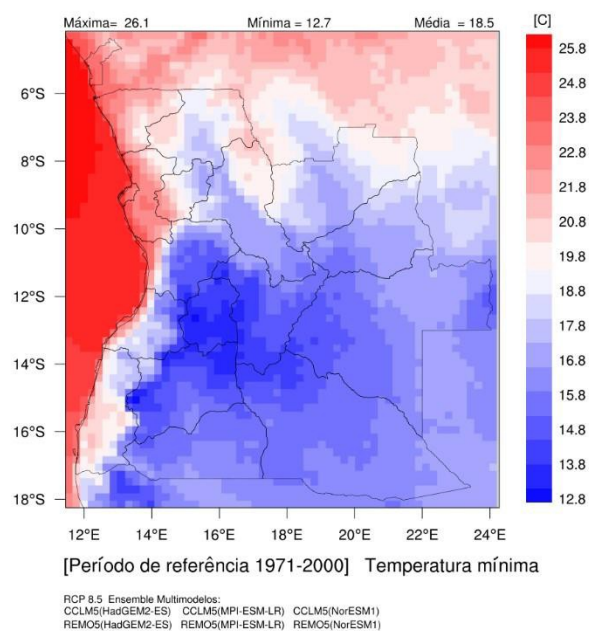 Máxima= 26.1 Mínima = 12.7 Média = 18.5
[C]
25.8
24.8
23.8
22.8
21.8
20.8
19.8
18.8
17.8
16.8
15.8
14.8
13.8
12.8
6°S
8°S
10°S
12°S
14°S
16°S
18°S
12°E 14°E 16°E 18°E 20°E 22°E 24°E
[Período de referência 1971-2000] Temperatura mínima
RCP 8.5 Ensemble Multimodelos:
CCLM5(HadGEM2-ES) CCLM5(MPI-ESM-LR) CCLM5(NorESM1)
REMO5(HadGEM2-ES) REMO5(MPI-ESM-LR) REMO5(NorESM1)